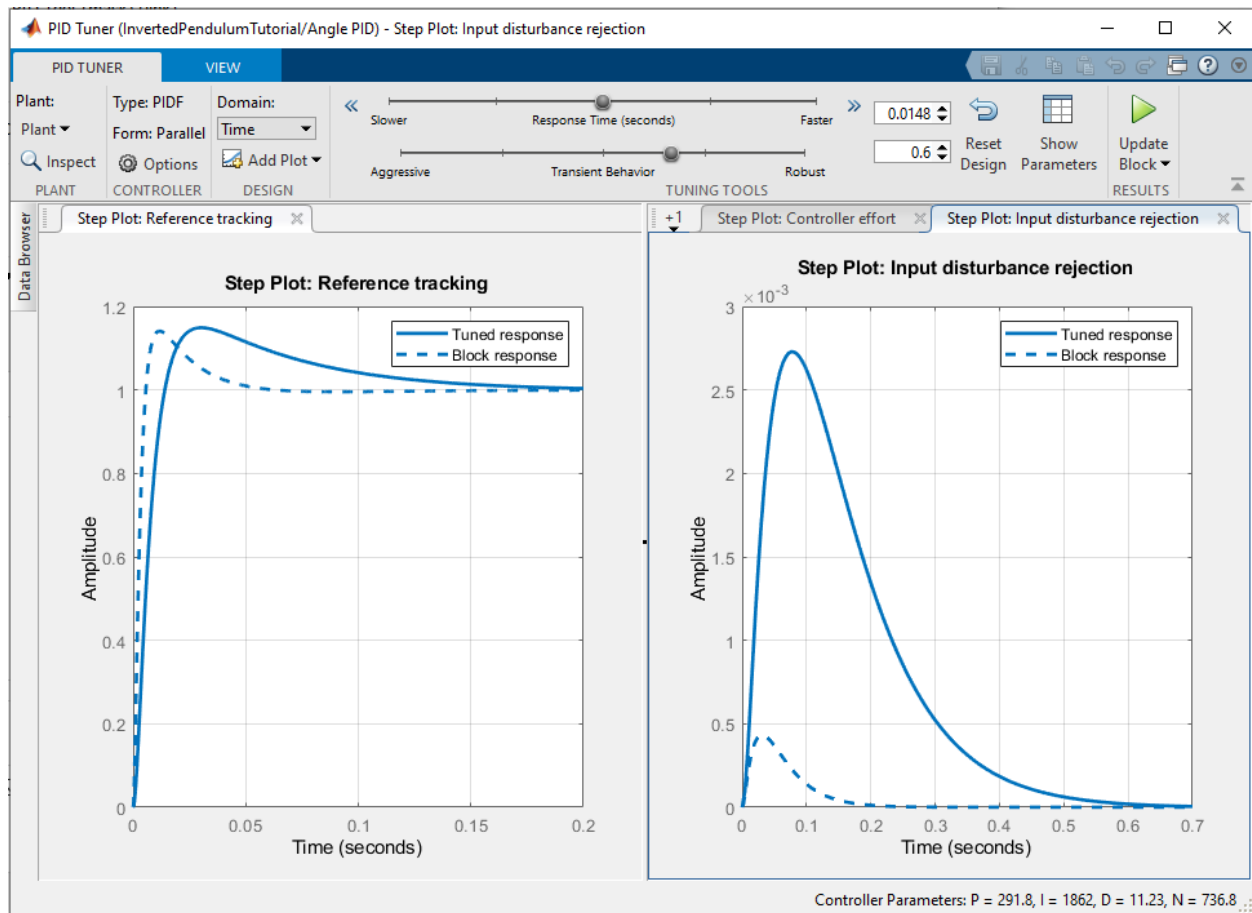 PID Tuner (InvertedPendulumTutorial/Angle PID) - Step Plot: Input disturbance rejection
PID TUNER
VIEW
Plant:
Plant
Inspect
PLANT
Type: PIDF
Form: Parallel
Options
CONTROLLER
Domain:
Time
Add Plot
DESIGN
Slower
Response Time (seconds)
Faster
0.0148
Aggressive
Transient Behavior
Robust
0.6
Reset
Design
Show
Parameters
TUNING TOOLS
Update
Block
RESULTS
Data Browser
Step Plot: Reference tracking
+1
Step Plot: Controller effort
Step Plot: Input disturbance rejection
Step Plot: Reference tracking
Tuned response
Block response
Amplitude
1.2
1
0.8
0.6
0.4
0.2
0
0
0.05
0.1
0.15
0.2
Time (seconds)
Step Plot: Input disturbance rejection
×10⁻³
Tuned response
Block response
Amplitude
3
2.5
2
1.5
1
0.5
0
0
0.1
0.2
0.3
0.4
0.5
0.6
0.7
Time (seconds)
Controller Parameters: P = 291.8, I = 1862, D = 11.23, N = 736.8